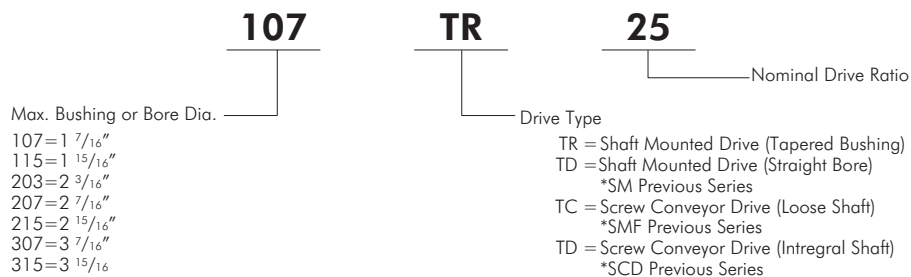 107 TR 25
Nominal Drive Ratio
Max. Bushing or Bore Dia.
107=1 7/16"
115=1 15/16"
203=2 3/16"
207=2 7/16"
215=2 15/16"
307=3 7/16"
315=3 15/16
Drive Type
TR = Shaft Mounted Drive (Tapered Bushing)
TD = Shaft Mounted Drive (Straight Bore)
*SM Previous Series
TC = Screw Conveyor Drive (Loose Shaft)
*SMF Previous Series
TD = Screw Conveyor Drive (Intregral Shaft)
*SCD Previous Series